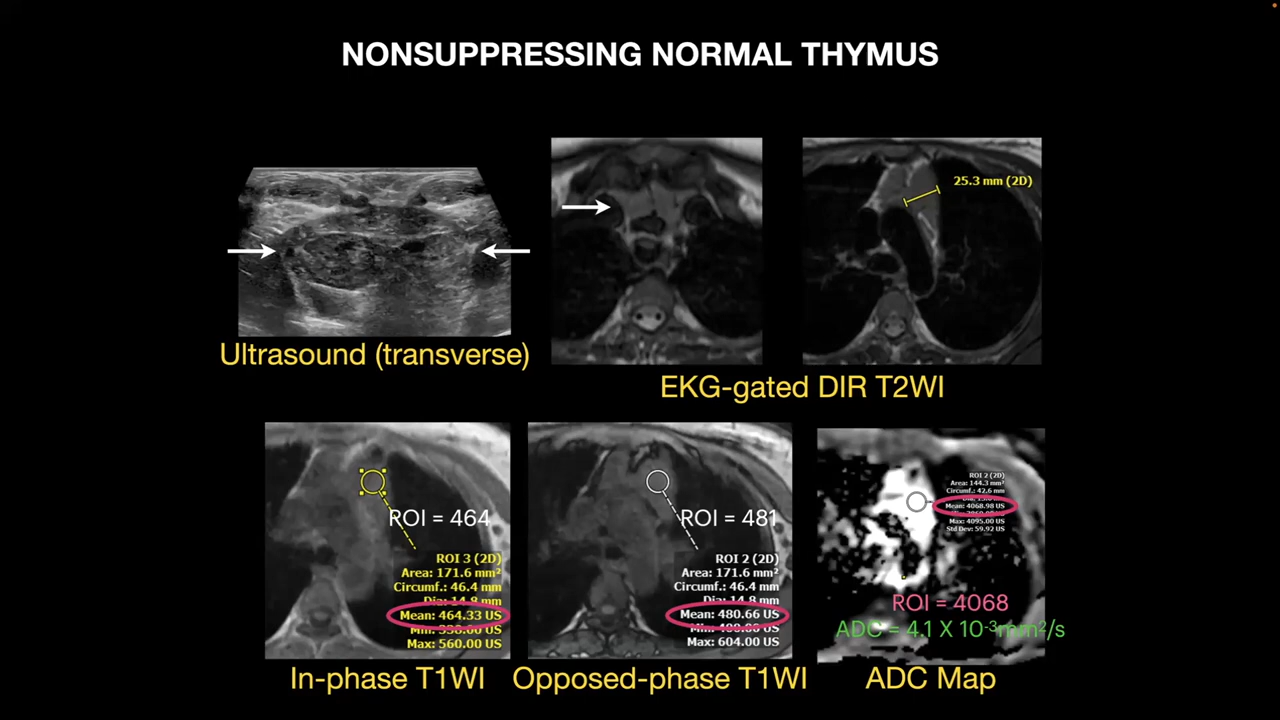 NONSUPPRESSING NORMAL THYMUS
25.3 mm (2D)
Ultrasound (transverse)
EKG-gated DIR T2WI
ROI = 464
ROI 3 (2D)
Area: 171.6 mm²
Circumf.: 46.4 mm
Dia: 14.8 mm
Mean: 464.33 US
Max: 560.00 US
In-phase T1WI
ROI = 481
ROI 2 (2D)
Area: 171.6 mm²
Circumf.: 46.4 mm
Dia: 14.8 mm
Mean: 480.66 US
Max: 604.00 US
Opposed-phase T1WI
ROI 2 (2D)
Area: 144.3 mm²
Circumf.: 42.6 mm
Mean: 4068.98 US
Max: 4095.00 US
Std Dev: 59.92 US
ROI = 4068
ADC = 4.1 X 10⁻³mm²/s
ADC Map